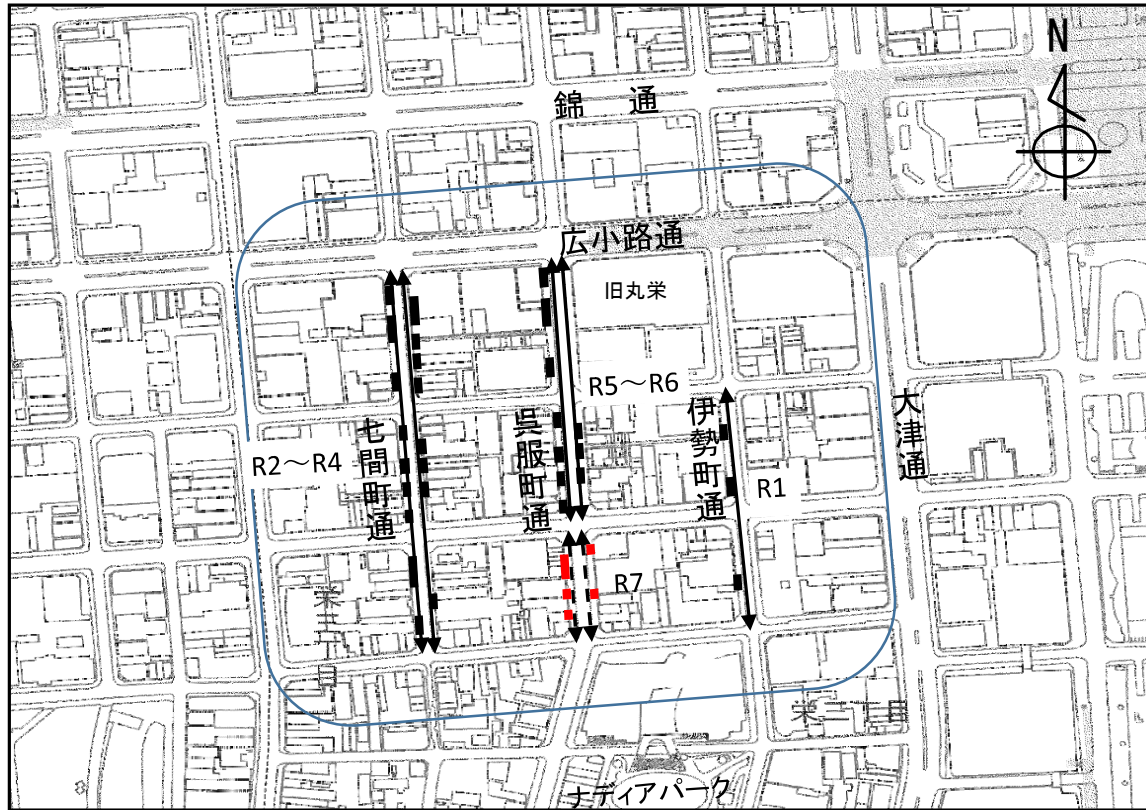 N
錦 通
広小路通
旧丸栄
R5～R6
大津通
伊勢町通
呉服町通
七間町通
R2～R4
R1
R7
栄三丁目
栄三丁目
ナディアパーク